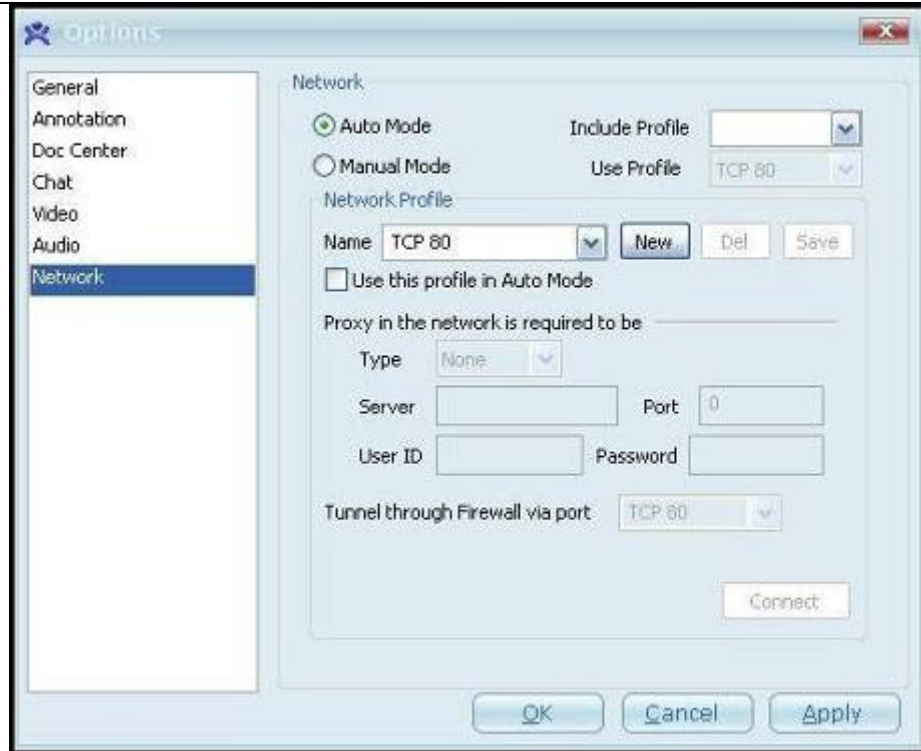 Options
General
Annotation
Doc Center
Chat
Video
Audio
Network
Network
Auto Mode Include Profile
Manual Mode Use Profile TCP 80
Network Profile
Name TCP 80 New... Del Save
Use this profile in Auto Mode
Proxy in the network is required to be
Type None
Server Port 0
User ID Password
Tunnel through Firewall via port TCP 80
Connect
OK Cancel Apply